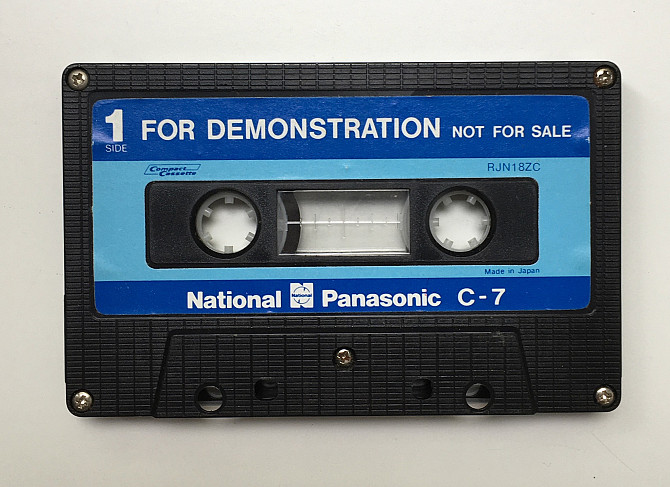 1 FOR DEMONSTRATION NOT FOR SALE
SIDE
Compact Cassette
RJN18ZC
Made in Japan
National Panasonic C-7